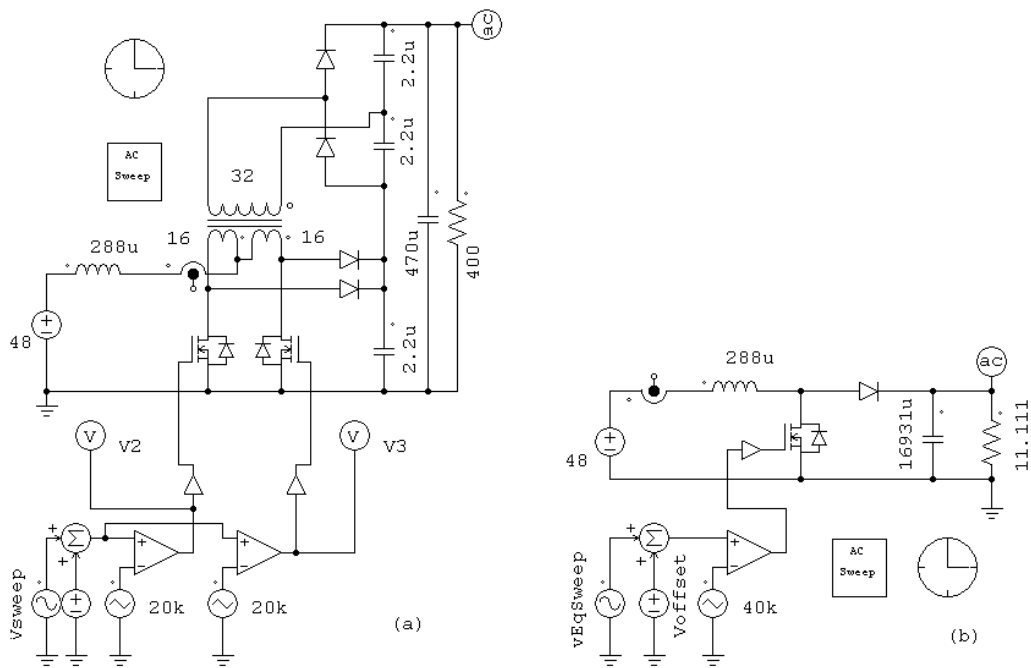 ac
2.2u
AC
Sweep
2.2u
32
288u
16
16
470u
400
48
2.2u
V
V2
V
V3
Vsweep
Σ
20k
20k
(a)
ac
288u
48
16931u
11.111
vEqSweep
Σ
Voffset
40k
AC
Sweep
(b)